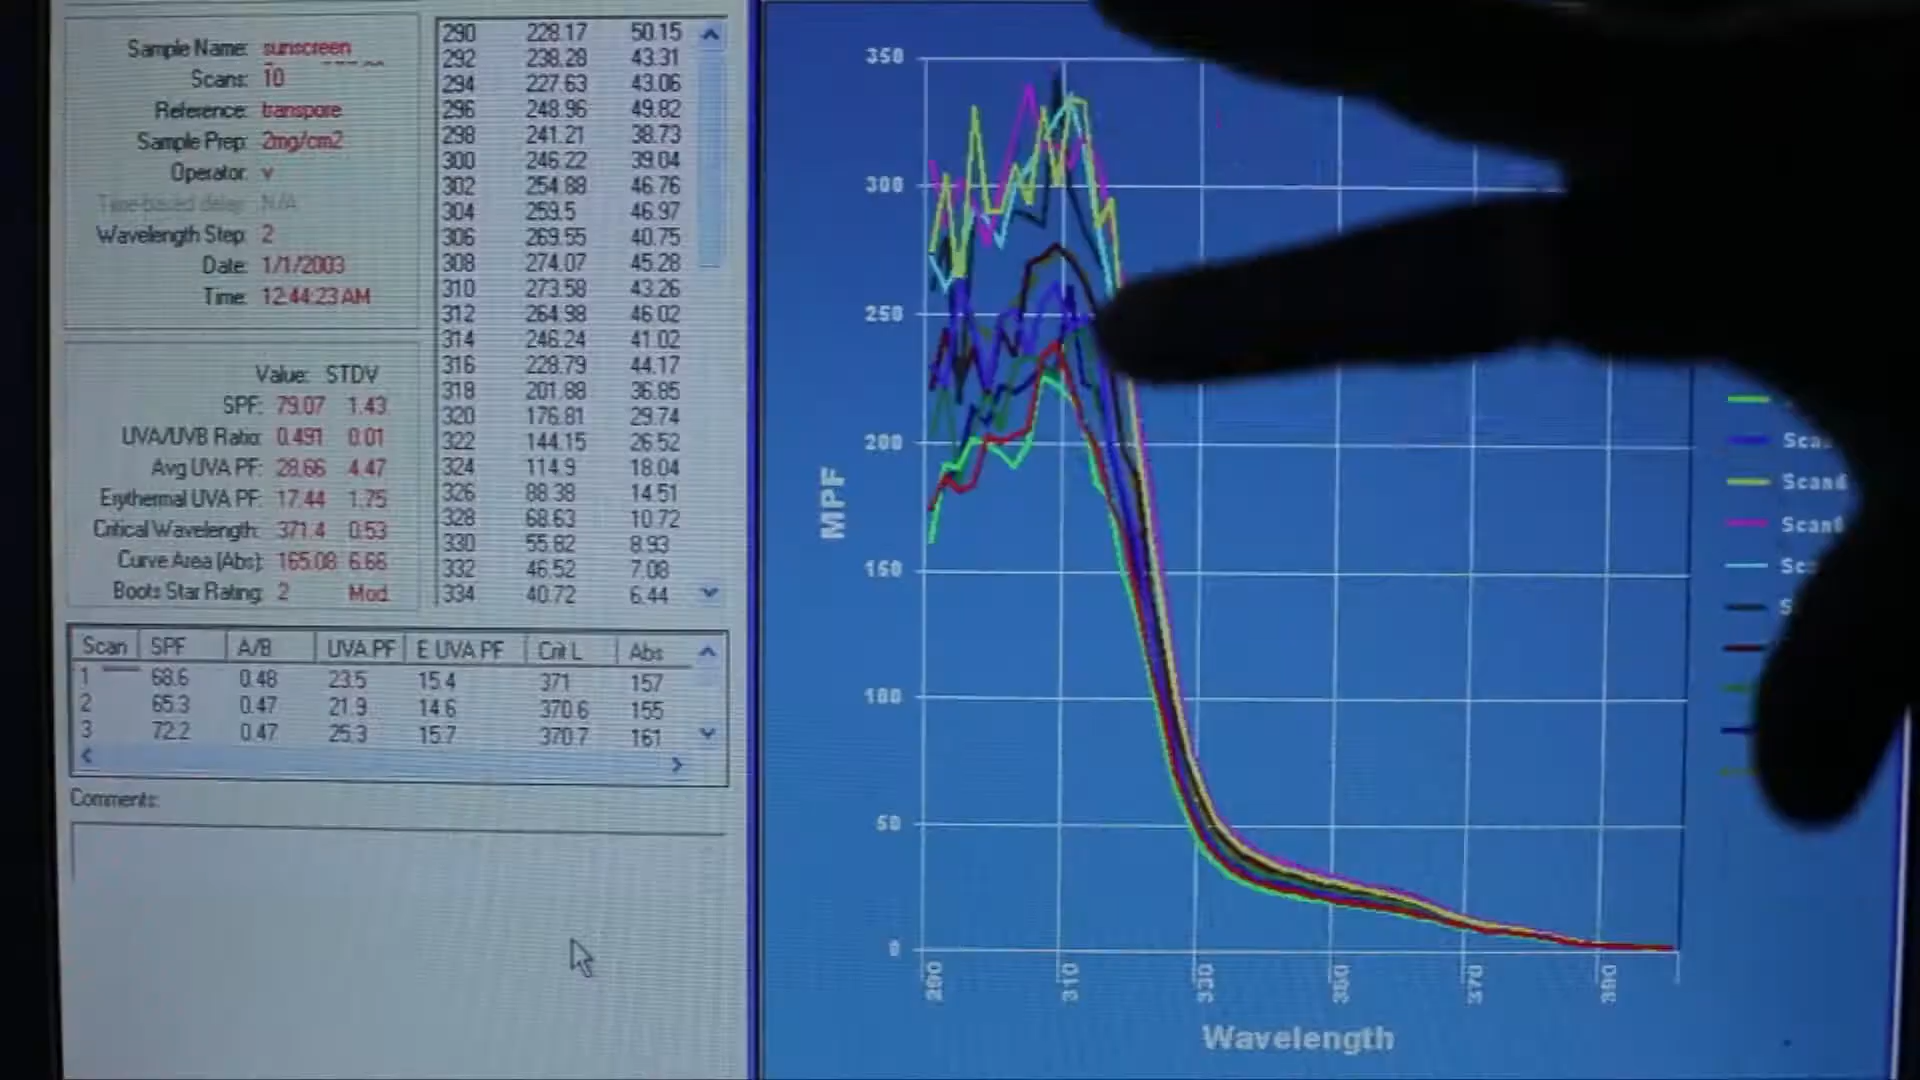 Sample Name: sunscreen
Scans: 10
Reference: transpore
Sample Prep: 2mg/cm2
Operator: v
Time-based delay: N/A
Wavelength Step: 2
Date: 1/1/2003
Time: 12:44:23 AM
Value: STDV
SPF: 79.07 1.43
UVA/UVB Ratio: 0.491 0.01
Avg UVA PF: 28.66 4.47
Erythermal UVA PF: 17.44 1.75
Critical Wavelength: 371.4 0.53
Curve Area (Abs): 165.08 6.66
Boots Star Rating: 2 Mod
290 228.17 50.15
292 238.28 43.31
294 227.63 43.06
296 248.96 49.82
298 241.21 38.73
300 246.22 39.04
302 254.88 46.76
304 259.5 46.97
306 269.55 40.75
308 274.07 45.28
310 273.58 43.26
312 264.98 46.02
314 246.24 41.02
316 228.79 44.17
318 201.88 36.85
320 176.81 29.74
322 144.15 26.52
324 114.9 18.04
326 88.38 14.51
328 68.63 10.72
330 55.82 8.93
332 46.52 7.08
334 40.72 6.44
Scan SPF A/B UVA PF E UVA PF Crit L Abs
1 68.6 0.48 23.5 15.4 371 157
2 65.3 0.47 21.9 14.6 370.6 155
3 72.2 0.47 25.3 15.7 370.7 161
Comments:
350
300
250
200
150
100
50
0
MPF
290 310 330 350 370 390
Wavelength